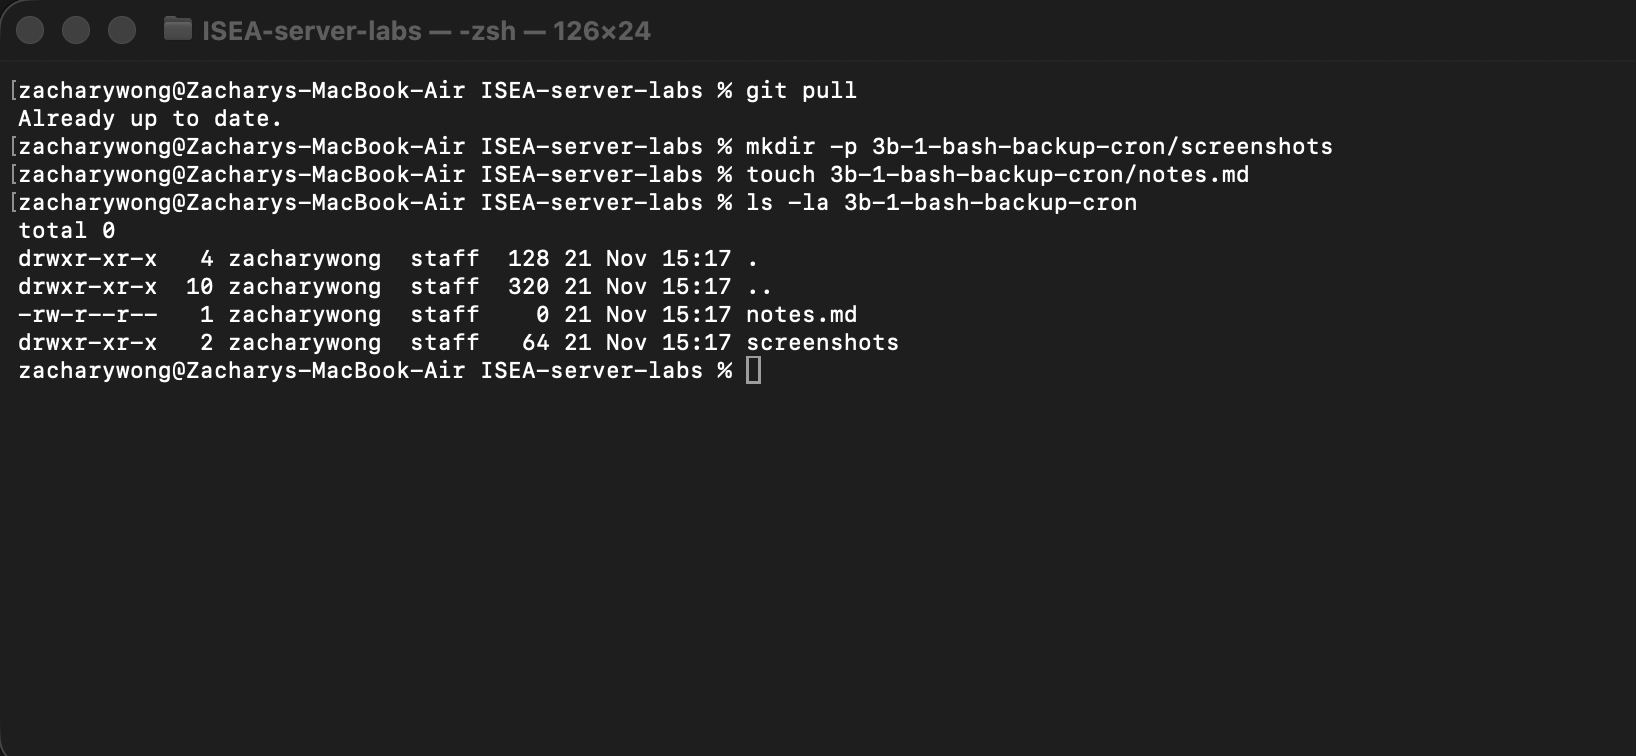 ISEA-server-labs — -zsh — 126×24
[zacharywong@Zacharys-MacBook-Air ISEA-server-labs % git pull
Already up to date.
[zacharywong@Zacharys-MacBook-Air ISEA-server-labs % mkdir -p 3b-1-bash-backup-cron/screenshots
[zacharywong@Zacharys-MacBook-Air ISEA-server-labs % touch 3b-1-bash-backup-cron/notes.md
[zacharywong@Zacharys-MacBook-Air ISEA-server-labs % ls -la 3b-1-bash-backup-cron
total 0
drwxr-xr-x   4 zacharywong  staff  128 21 Nov 15:17 .
drwxr-xr-x  10 zacharywong  staff  320 21 Nov 15:17 ..
-rw-r--r--   1 zacharywong  staff    0 21 Nov 15:17 notes.md
drwxr-xr-x   2 zacharywong  staff   64 21 Nov 15:17 screenshots
zacharywong@Zacharys-MacBook-Air ISEA-server-labs %